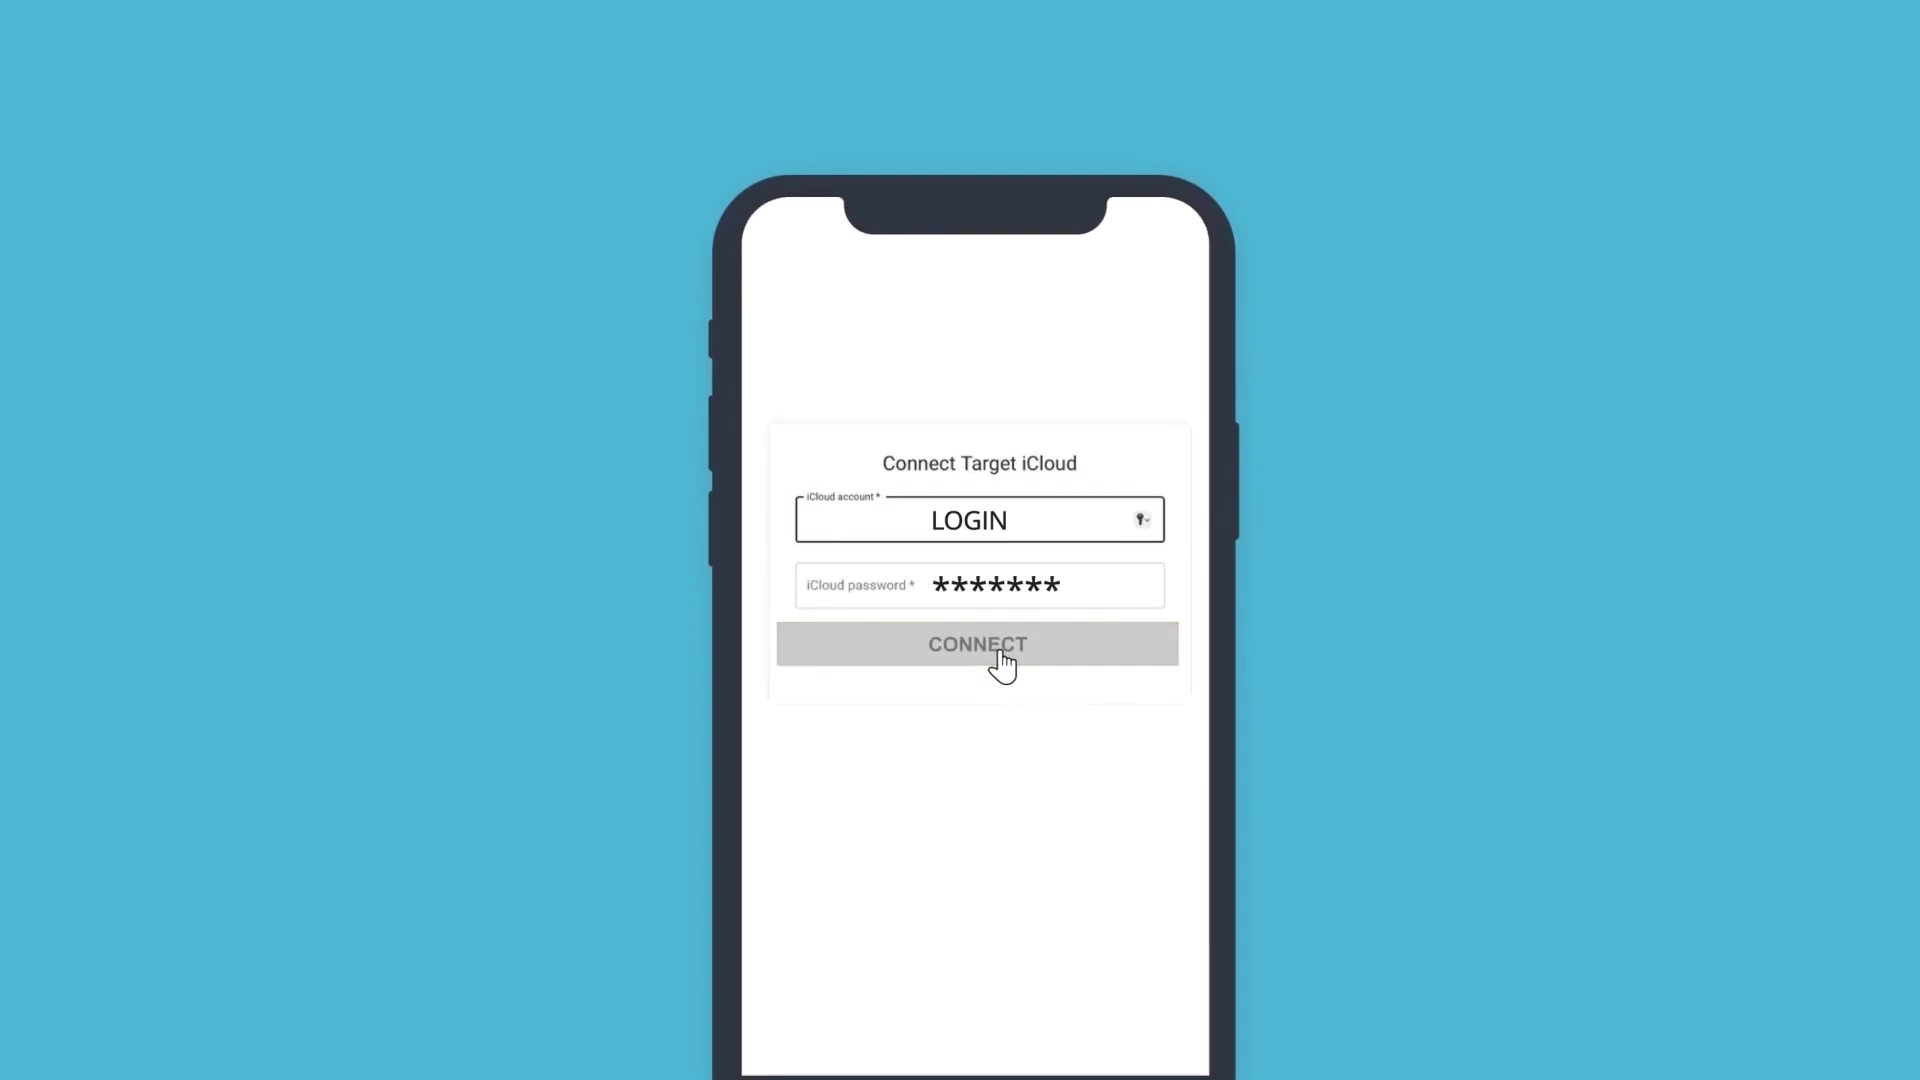 Connect Target iCloud
iCloud account *
LOGIN
iCloud password * *******
CONNECT